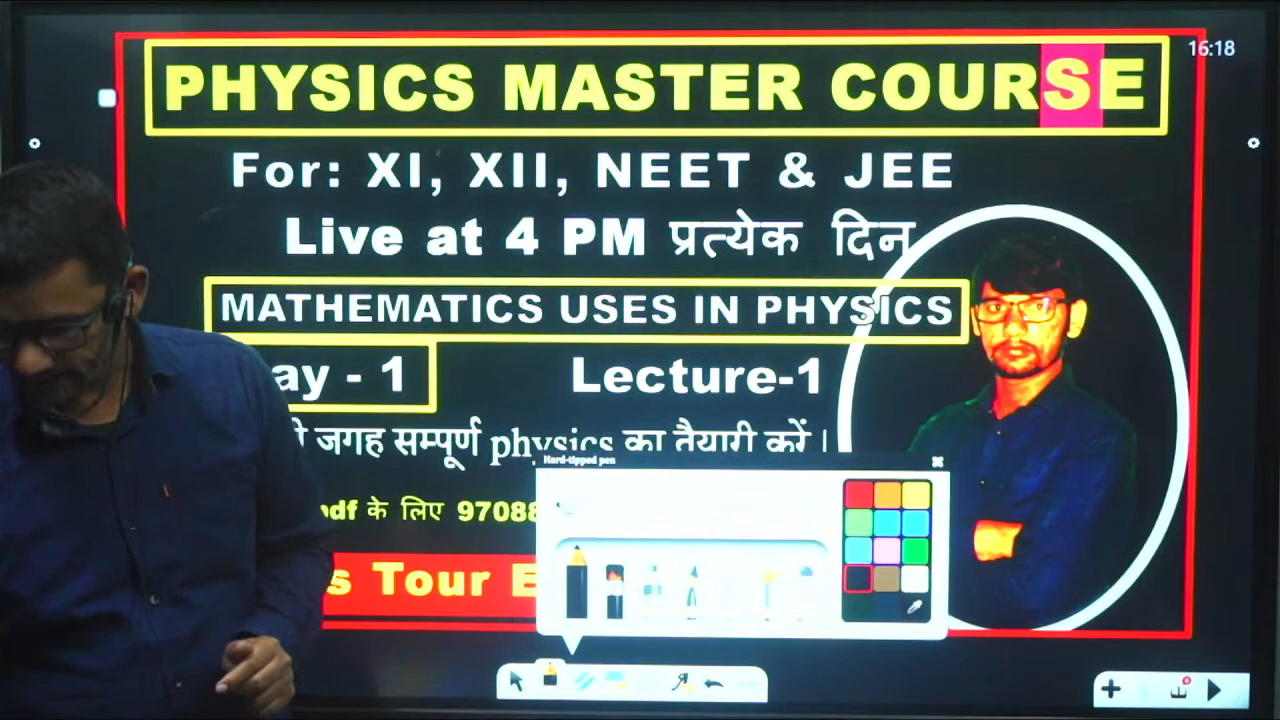 16:18
PHYSICS MASTER COURSE
For: XI, XII, NEET & JEE
Live at 4 PM प्रत्येक दिन
MATHEMATICS USES IN PHYSICS
ay - 1 Lecture-1
जगह सम्पूर्ण physics का तैयारी करें |
Hard-tipped pen
df के लिए 97088
s Tour E